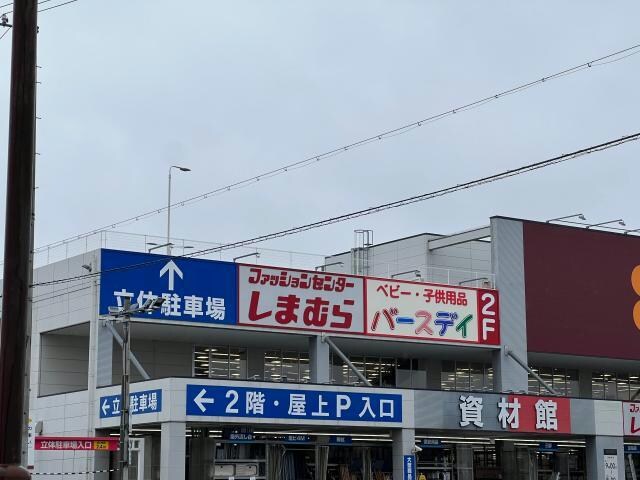 立体駐車場
ファッションセンター
しまむら
ベビー・子供用品
バースデイ
2F
←立体駐車場
←2階・屋上P入口
資材館
立体駐車場入口